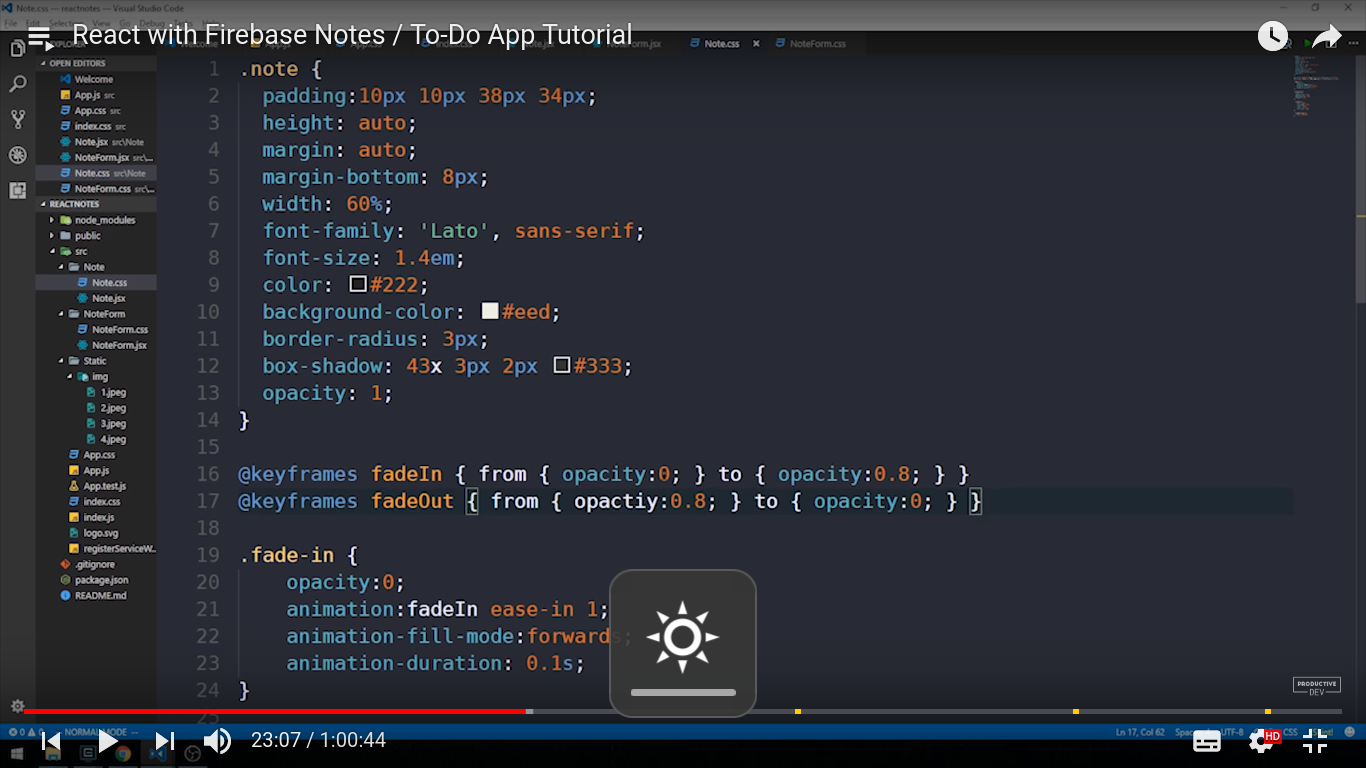 Note.css — reactnotes — Visual Studio Code
File Edit Selection View Go Debug
React with Firebase Notes / To-Do App Tutorial
Note.css ×
NoteForm.css
OPEN EDITORS
Welcome
App.js src
App.css src
index.css src
Note.jsx src\Note
NoteForm.jsx src\...
Note.css src\Note
NoteForm.css src\...
REACTNOTES
node_modules
public
src
Note
Note.css
Note.jsx
NoteForm
NoteForm.css
NoteForm.jsx
Static
img
1.jpeg
2.jpeg
3.jpeg
4.jpeg
App.css
App.js
App.test.js
index.css
index.js
logo.svg
registerServiceW...
.gitignore
package.json
README.md
1 .note {
2 padding:10px 10px 38px 34px;
3 height: auto;
4 margin: auto;
5 margin-bottom: 8px;
6 width: 60%;
7 font-family: 'Lato', sans-serif;
8 font-size: 1.4em;
9 color: #222;
10 background-color: #eed;
11 border-radius: 3px;
12 box-shadow: 43x 3px 2px #333;
13 opacity: 1;
14 }
15
16 @keyframes fadeIn { from { opacity:0; } to { opacity:0.8; } }
17 @keyframes fadeOut { from { opactiy:0.8; } to { opacity:0; } }
18
19 .fade-in {
20 opacity:0;
21 animation:fadeIn ease-in 1;
22 animation-fill-mode:forwards;
23 animation-duration: 0.1s;
24 }
25
PRODUCTIVE
DEV
0 0 NORMAL MODE -- Ln 17, Col 62 UTF-8 CSS
23:07 / 1:00:44
HD